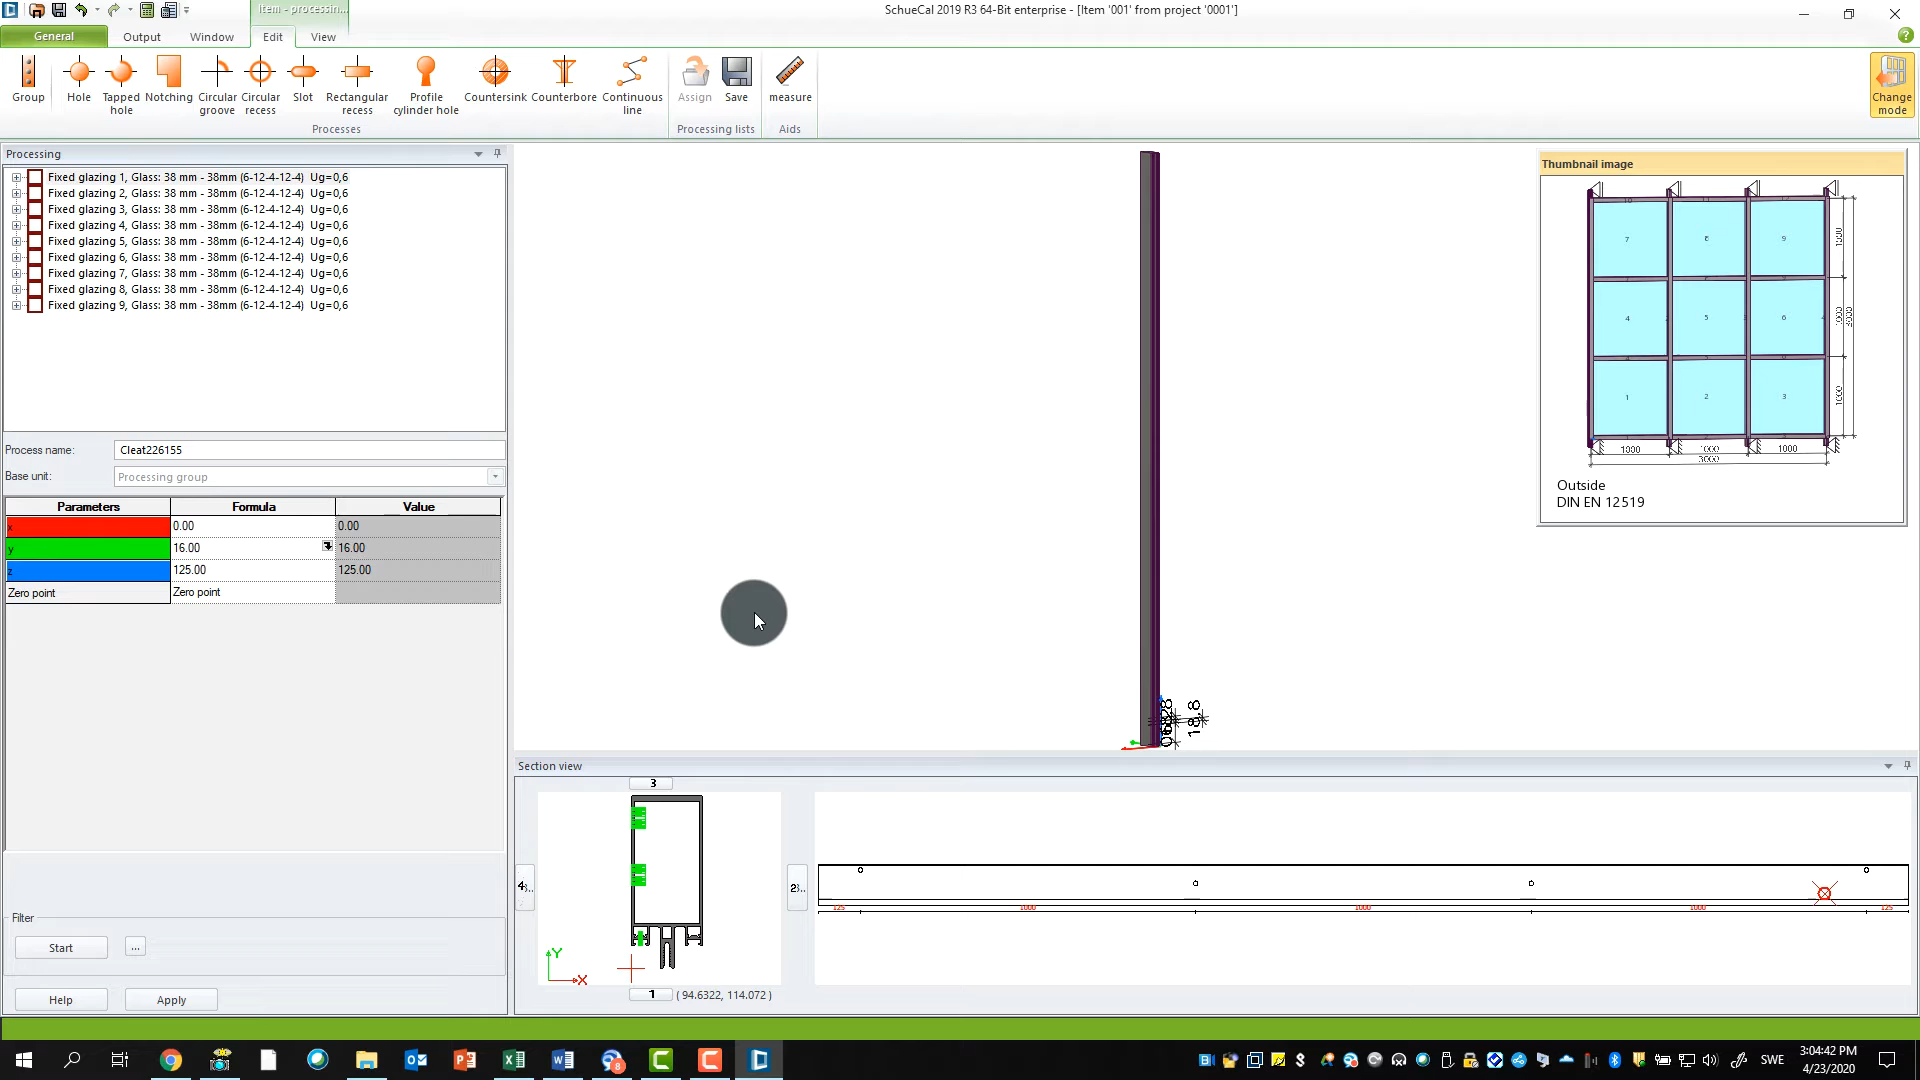 Item - processin...
SchueCal 2019 R3 64-Bit enterprise - [Item '001' from project '0001']
General
Output
Window
Edit
View
Group
Hole
Tapped hole
Notching
Circular groove
Circular recess
Slot
Rectangular recess
Profile cylinder hole
Countersink
Counterbore
Continuous line
Assign
Save
measure
Change mode
Processes
Processing lists
Aids
Processing
Fixed glazing 1, Glass: 38 mm - 38mm (6-12-4-12-4)  Ug=0,6
Fixed glazing 2, Glass: 38 mm - 38mm (6-12-4-12-4)  Ug=0,6
Fixed glazing 3, Glass: 38 mm - 38mm (6-12-4-12-4)  Ug=0,6
Fixed glazing 4, Glass: 38 mm - 38mm (6-12-4-12-4)  Ug=0,6
Fixed glazing 5, Glass: 38 mm - 38mm (6-12-4-12-4)  Ug=0,6
Fixed glazing 6, Glass: 38 mm - 38mm (6-12-4-12-4)  Ug=0,6
Fixed glazing 7, Glass: 38 mm - 38mm (6-12-4-12-4)  Ug=0,6
Fixed glazing 8, Glass: 38 mm - 38mm (6-12-4-12-4)  Ug=0,6
Fixed glazing 9, Glass: 38 mm - 38mm (6-12-4-12-4)  Ug=0,6
Process name: Cleat226155
Base unit: Processing group
Parameters Formula Value
x 0.00 0.00
y 16.00 16.00
z 125.00 125.00
Zero point Zero point
Filter
Start ...
Help Apply
Thumbnail image
7 8 9
4 5 6
1 2 3
1000
1000
1000
3000
1000 1000 1000
3000
Outside
DIN EN 12519
18,8
Section view
3
4...
2...
Y
X
1 ( 94.6322, 114.072 )
125 1000 1000 1000 125
SWE
3:04:42 PM
4/23/2020